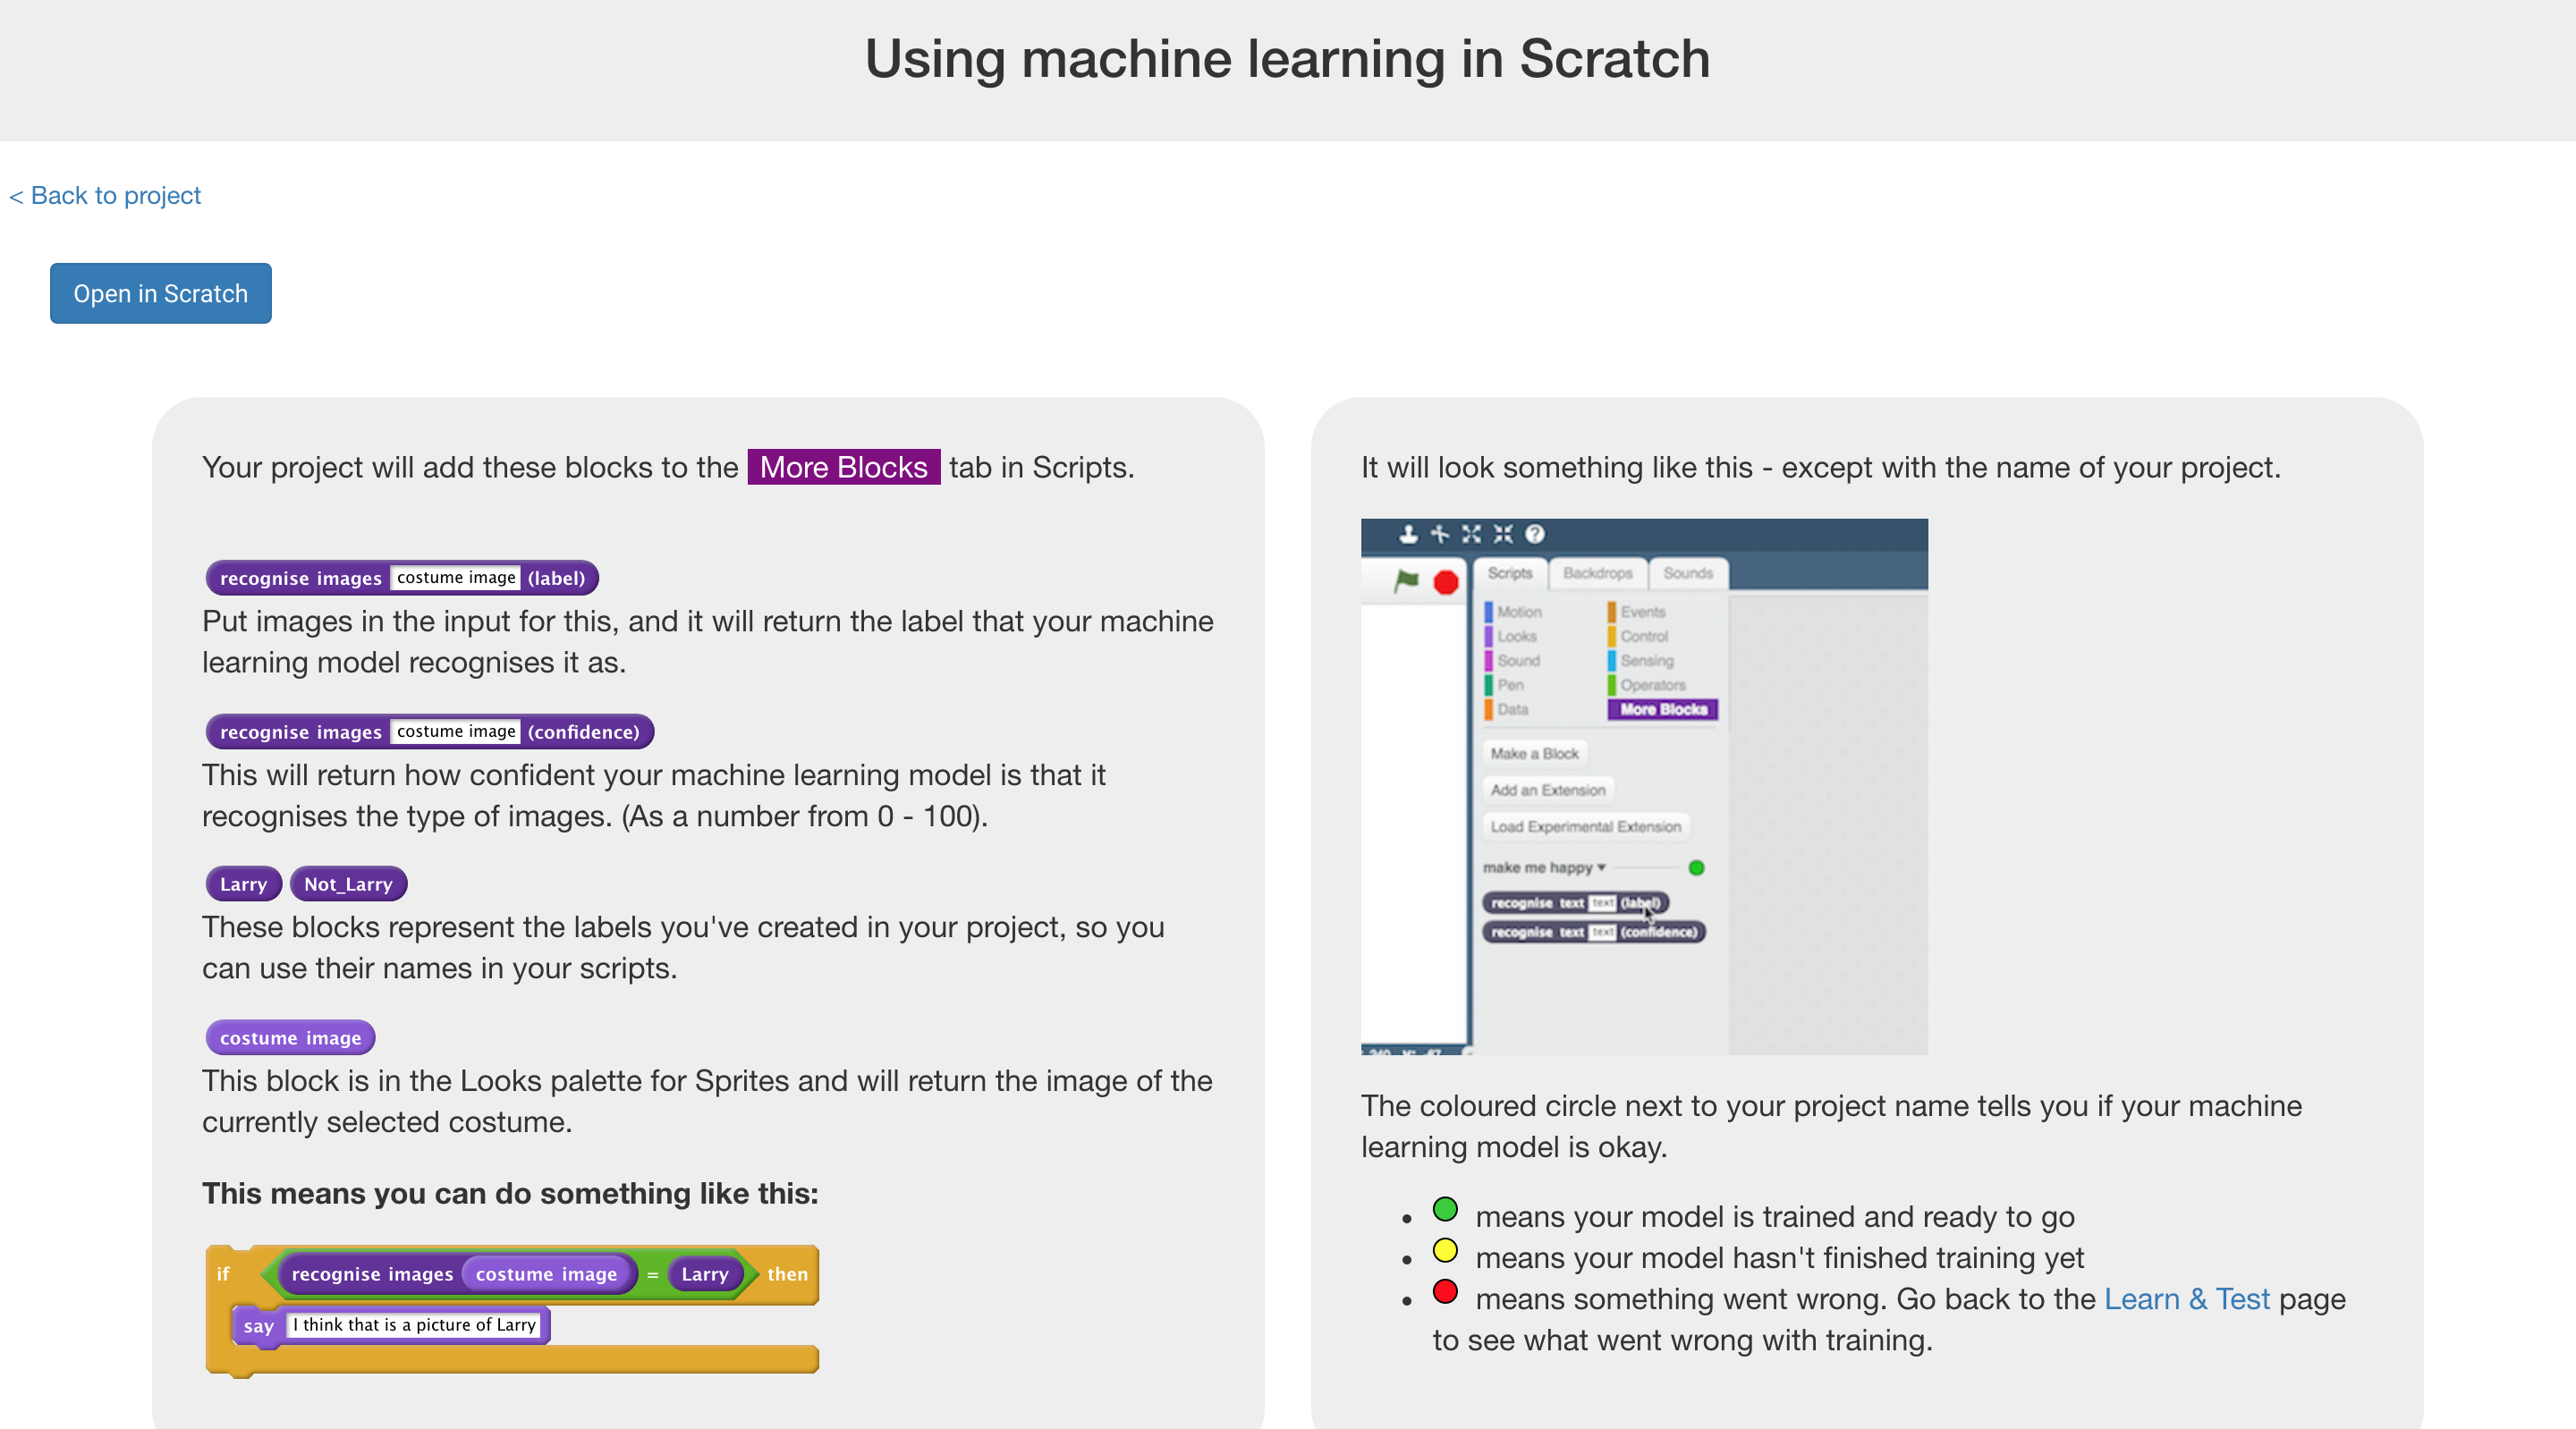 Using machine learning in Scratch
< Back to project
Open in Scratch
Your project will add these blocks to the More Blocks tab in Scripts.
recognise images costume image (label)
Put images in the input for this, and it will return the label that your machine
learning model recognises it as.
recognise images costume image (confidence)
This will return how confident your machine learning model is that it
recognises the type of images. (As a number from 0 - 100).
Larry Not_Larry
These blocks represent the labels you've created in your project, so you
can use their names in your scripts.
costume image
This block is in the Looks palette for Sprites and will return the image of the
currently selected costume.
This means you can do something like this:
if recognise images costume image = Larry then
say I think that is a picture of Larry
It will look something like this - except with the name of your project.
Scripts Backdrops Sounds
Motion Events
Looks Control
Sound Sensing
Pen Operators
Data More Blocks
Make a Block
Add an Extension
Load Experimental Extension
make me happy
recognise text text (label)
recognise text text (confidence)
The coloured circle next to your project name tells you if your machine
learning model is okay.
means your model is trained and ready to go
means your model hasn't finished training yet
means something went wrong. Go back to the Learn & Test page
to see what went wrong with training.